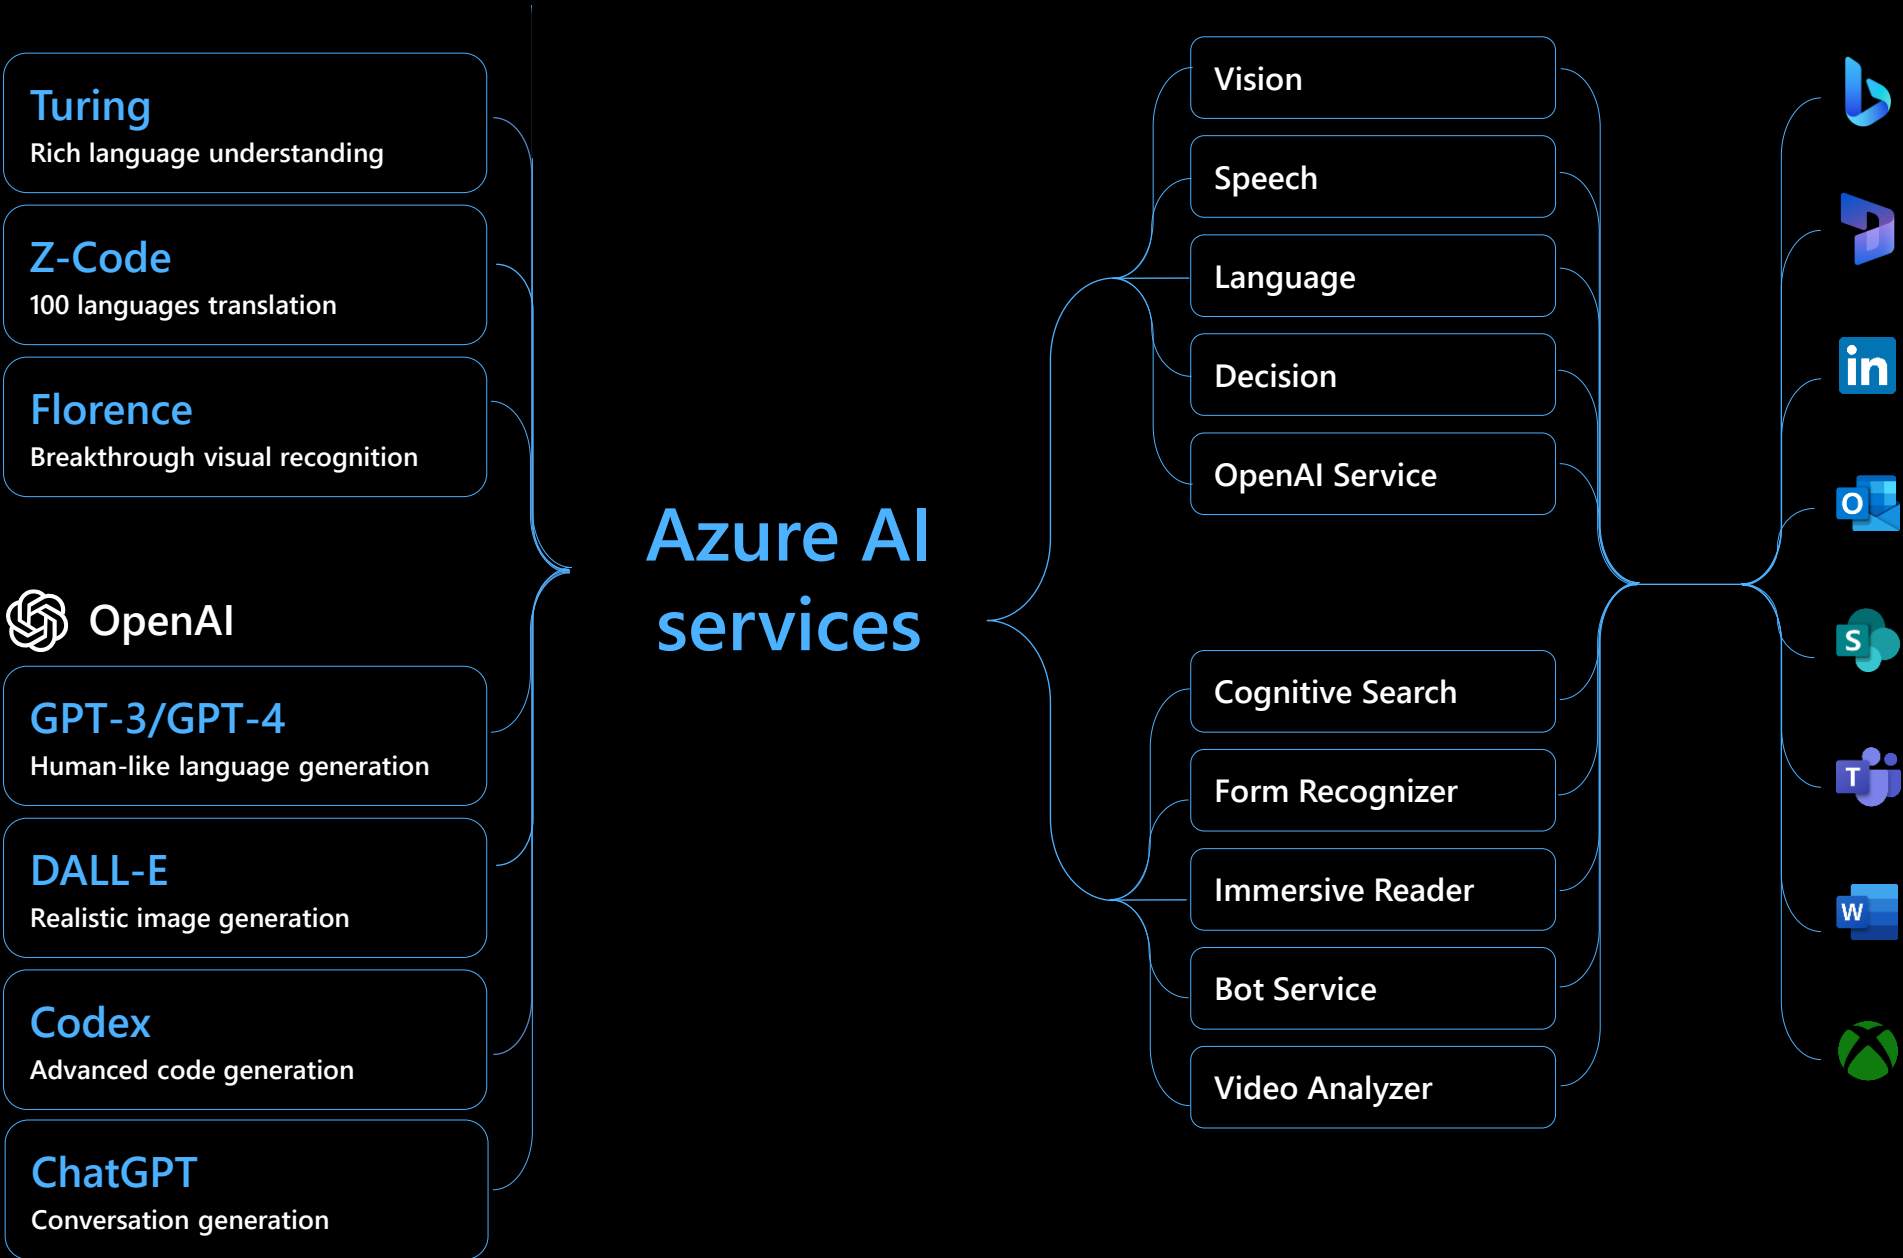 Turing
Rich language understanding
Z-Code
100 languages translation
Florence
Breakthrough visual recognition
OpenAI
GPT-3/GPT-4
Human-like language generation
DALL-E
Realistic image generation
Codex
Advanced code generation
ChatGPT
Conversation generation
Azure AI
services
Vision
Speech
Language
Decision
OpenAI Service
Cognitive Search
Form Recognizer
Immersive Reader
Bot Service
Video Analyzer
in
O
S
T
W